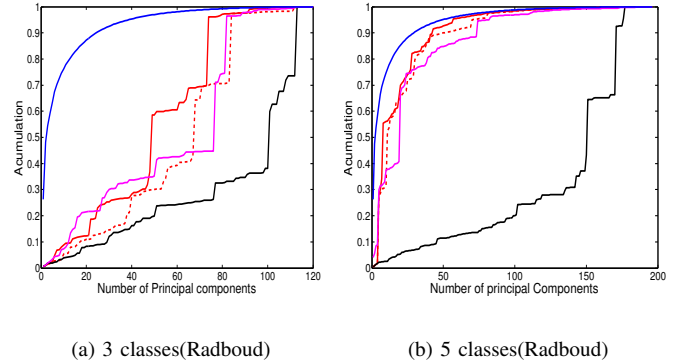 1
0.9
0.8
0.7
0.6
0.5
0.4
0.3
0.2
0.1
0
Acumulation
0 20 40 60 80 100 120
Number of Principal components
1
0.9
0.8
0.7
0.6
0.5
0.4
0.3
0.2
0.1
0
Acumulation
0 50 100 150 200
Number of principal Components
(a) 3 classes(Radboud)
(b) 5 classes(Radboud)